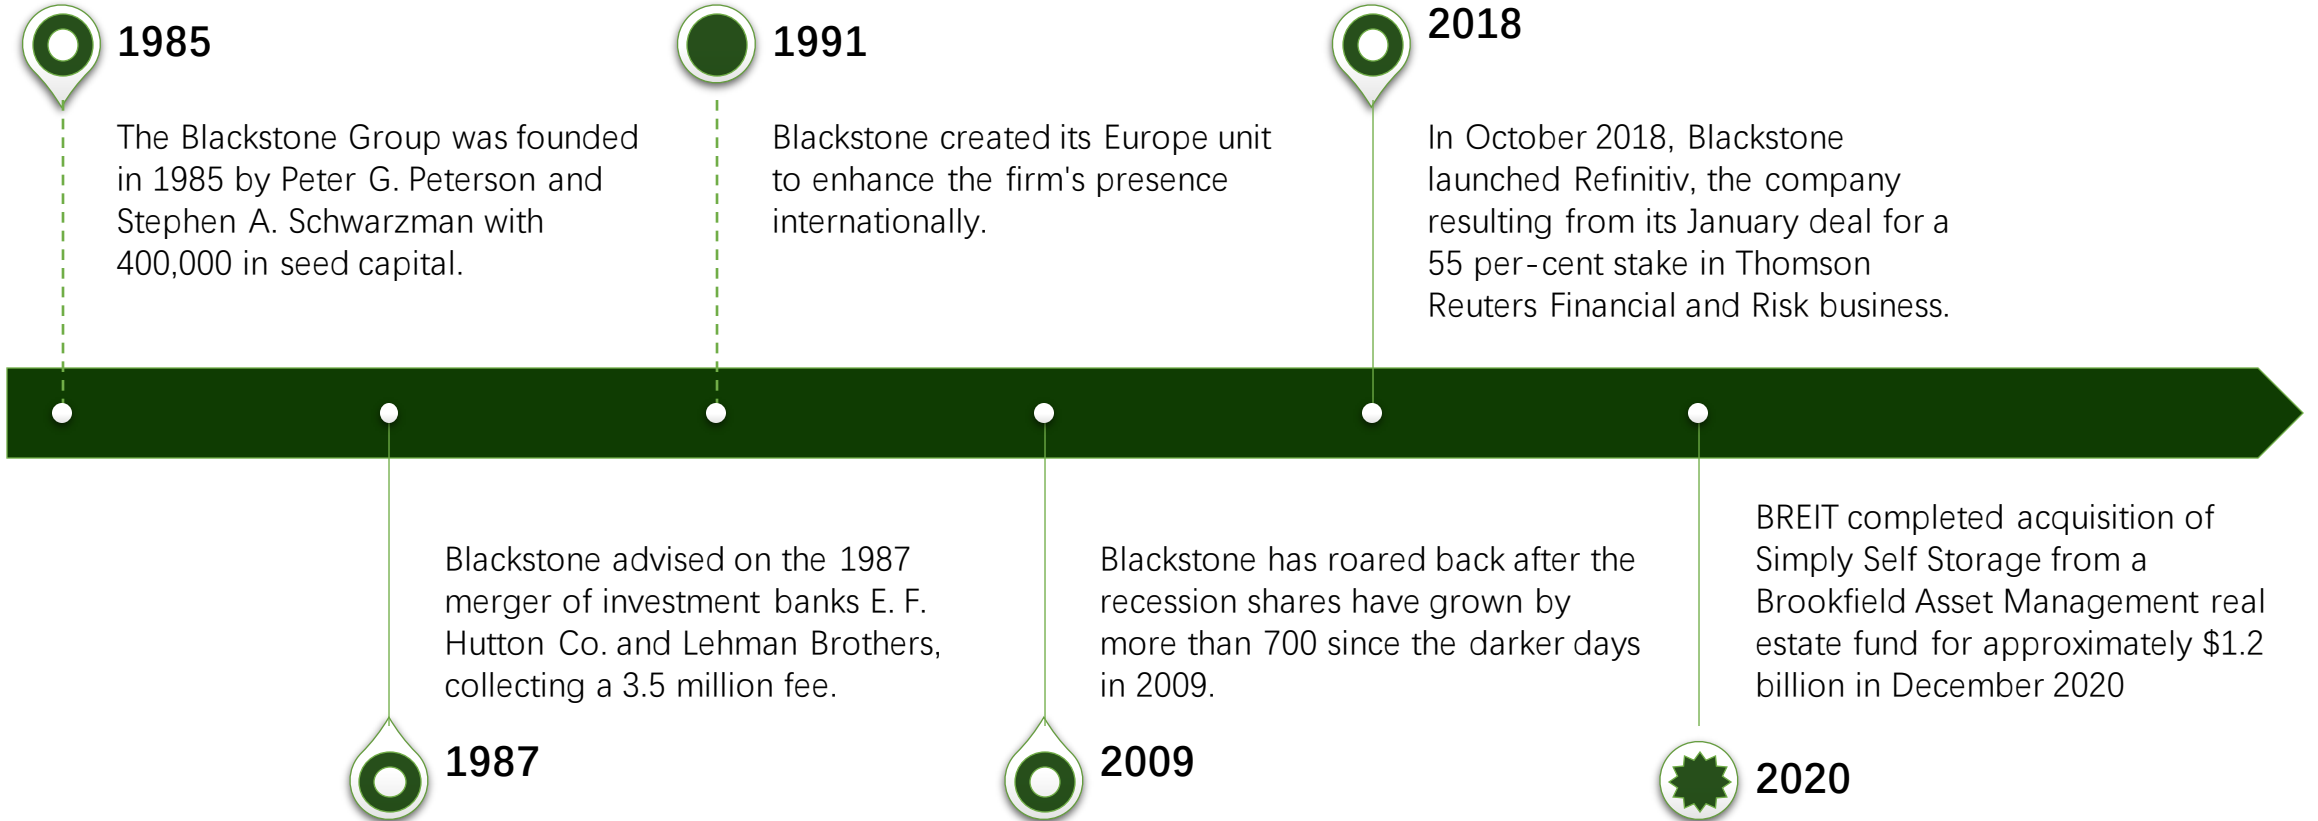 1985
The Blackstone Group was founded
in 1985 by Peter G. Peterson and
Stephen A. Schwarzman with
400,000 in seed capital.
1991
Blackstone created its Europe unit
to enhance the firm's presence
internationally.
2018
In October 2018, Blackstone
launched Refinitiv, the company
resulting from its January deal for a
55 per-cent stake in Thomson
Reuters Financial and Risk business.
Blackstone advised on the 1987
merger of investment banks E. F.
Hutton Co. and Lehman Brothers,
collecting a 3.5 million fee.
1987
Blackstone has roared back after the
recession shares have grown by
more than 700 since the darker days
in 2009.
2009
BREIT completed acquisition of
Simply Self Storage from a
Brookfield Asset Management real
estate fund for approximately $1.2
billion in December 2020
2020